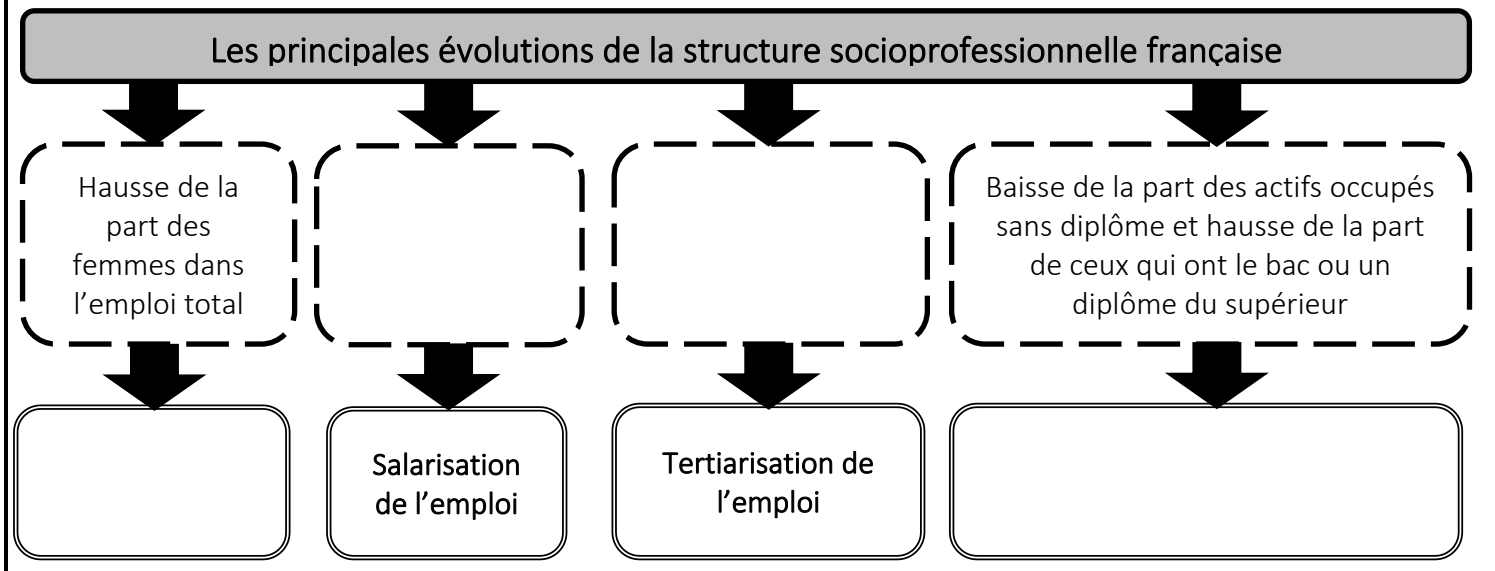 Les principales évolutions de la structure socioprofessionnelle française
Hausse de la
part des
femmes dans
l’emploi total
Baisse de la part des actifs occupés
sans diplôme et hausse de la part
de ceux qui ont le bac ou un
diplôme du supérieur
Salarisation
de l’emploi
Tertiarisation de
l’emploi